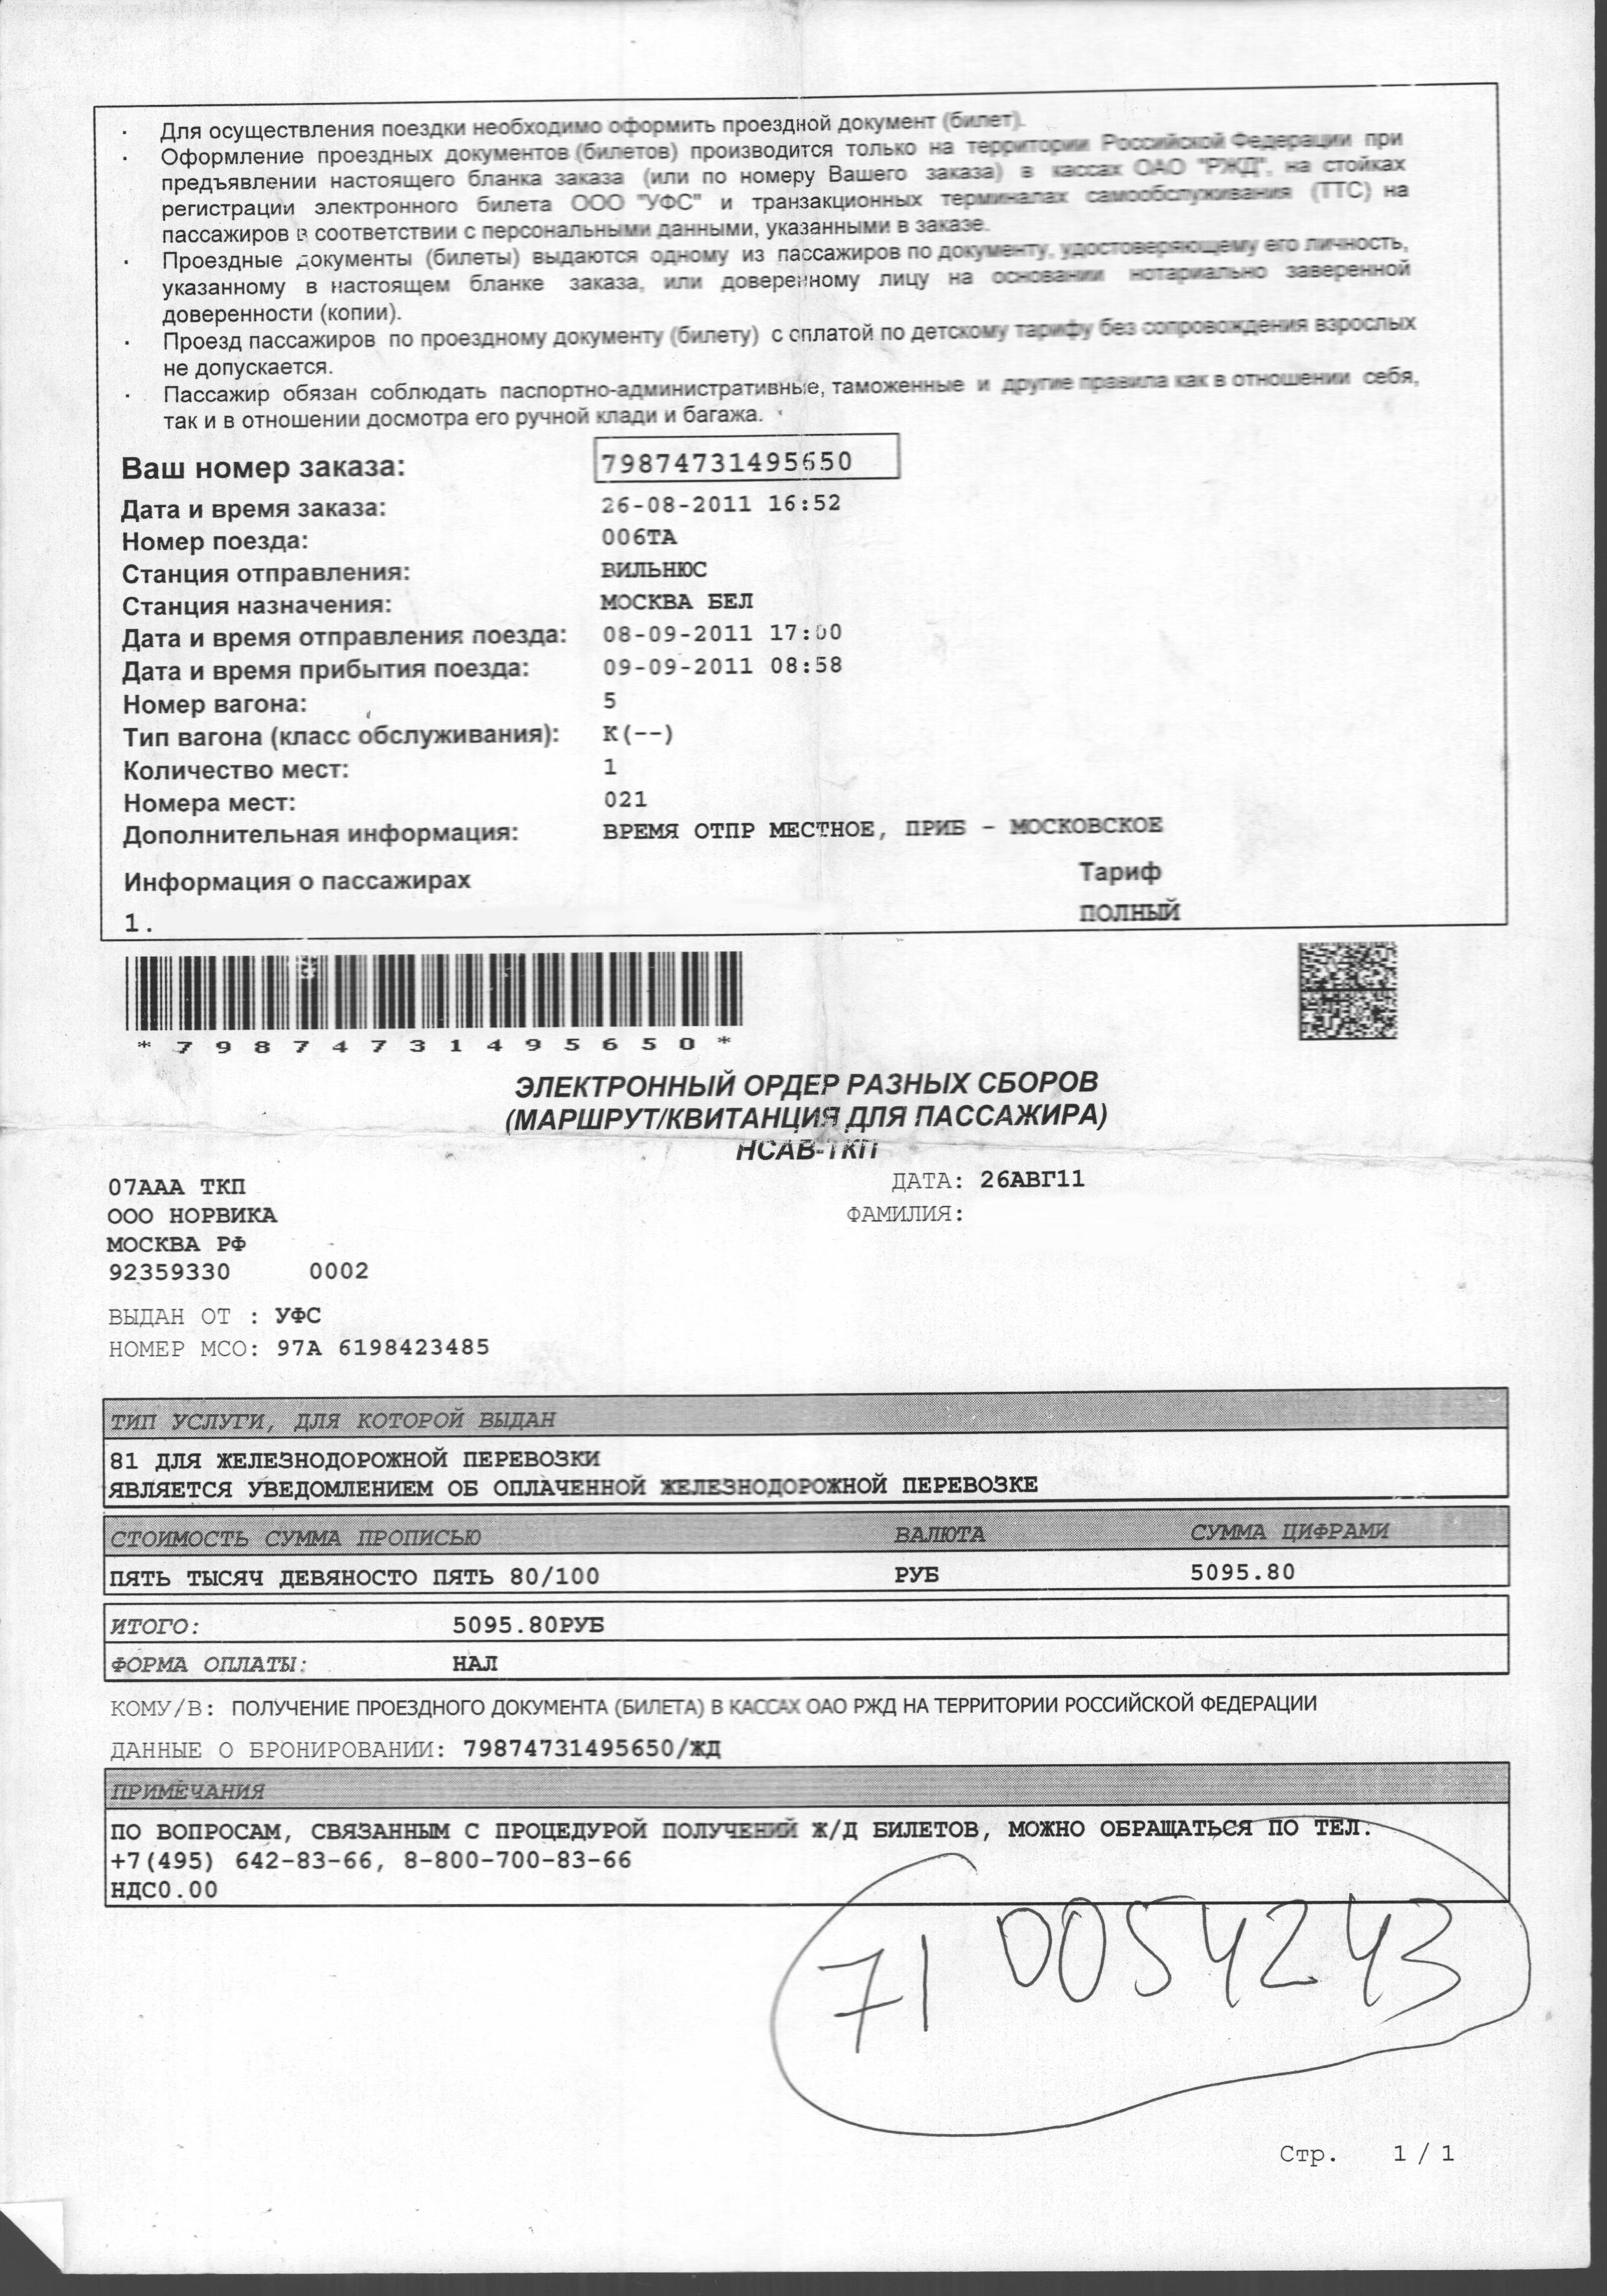 · Для осуществления поездки необходимо оформить проездной документ (билет).
· Оформление проездных документов (билетов) производится только на территории Российской Федерации при
предъявлении настоящего бланка заказа (или по номеру Вашего заказа) в кассах ОАО "РЖД", на стойках
регистрации электронного билета ООО "УФС" и транзакционных терминалах самообслуживания (ТТС) на
пассажиров в соответствии с персональными данными, указанными в заказе.
· Проездные документы (билеты) выдаются одному из пассажиров по документу, удостоверяющему его личность,
указанному в настоящем бланке заказа, или доверенному лицу на основании нотариально заверенной
доверенности (копии).
· Проезд пассажиров по проездному документу (билету) с оплатой по детскому тарифу без сопровождения взрослых
не допускается.
· Пассажир обязан соблюдать паспортно-административные, таможенные и другие правила как в отношении себя,
так и в отношении досмотра его ручной клади и багажа.
Ваш номер заказа: 79874731495650
Дата и время заказа: 26-08-2011 16:52
Номер поезда: 006ТА
Станция отправления: ВИЛЬНЮС
Станция назначения: МОСКВА БЕЛ
Дата и время отправления поезда: 08-09-2011 17:00
Дата и время прибытия поезда: 09-09-2011 08:58
Номер вагона: 5
Тип вагона (класс обслуживания): К(--)
Количество мест: 1
Номера мест: 021
Дополнительная информация: ВРЕМЯ ОТПР МЕСТНОЕ, ПРИБ - МОСКОВСКОЕ
Информация о пассажирах Тариф
1. ПОЛНЫЙ
*79874731495650*
ЭЛЕКТРОННЫЙ ОРДЕР РАЗНЫХ СБОРОВ
(МАРШРУТ/КВИТАНЦИЯ ДЛЯ ПАССАЖИРА)
НСАВ-ТКП
07ААА ТКП ДАТА: 26АВГ11
ООО НОРВИКА ФАМИЛИЯ:
МОСКВА РФ
92359330 0002
ВЫДАН ОТ : УФС
НОМЕР МСО: 97А 6198423485
ТИП УСЛУГИ, ДЛЯ КОТОРОЙ ВЫДАН
81 ДЛЯ ЖЕЛЕЗНОДОРОЖНОЙ ПЕРЕВОЗКИ
ЯВЛЯЕТСЯ УВЕДОМЛЕНИЕМ ОБ ОПЛАЧЕННОЙ ЖЕЛЕЗНОДОРОЖНОЙ ПЕРЕВОЗКЕ
СТОИМОСТЬ СУММА ПРОПИСЬЮ ВАЛЮТА СУММА ЦИФРАМИ
ПЯТЬ ТЫСЯЧ ДЕВЯНОСТО ПЯТЬ 80/100 РУБ 5095.80
ИТОГО: 5095.80РУБ
ФОРМА ОПЛАТЫ: НАЛ
КОМУ/В: ПОЛУЧЕНИЕ ПРОЕЗДНОГО ДОКУМЕНТА (БИЛЕТА) В КАССАХ ОАО РЖД НА ТЕРРИТОРИИ РОССИЙСКОЙ ФЕДЕРАЦИИ
ДАННЫЕ О БРОНИРОВАНИИ: 79874731495650/ЖД
ПРИМЕЧАНИЯ
ПО ВОПРОСАМ, СВЯЗАННЫМ С ПРОЦЕДУРОЙ ПОЛУЧЕНИЙ Ж/Д БИЛЕТОВ, МОЖНО ОБРАЩАТЬСЯ ПО ТЕЛ.
+7(495) 642-83-66, 8-800-700-83-66
НДС0.00
71 0054243
Стр. 1 / 1